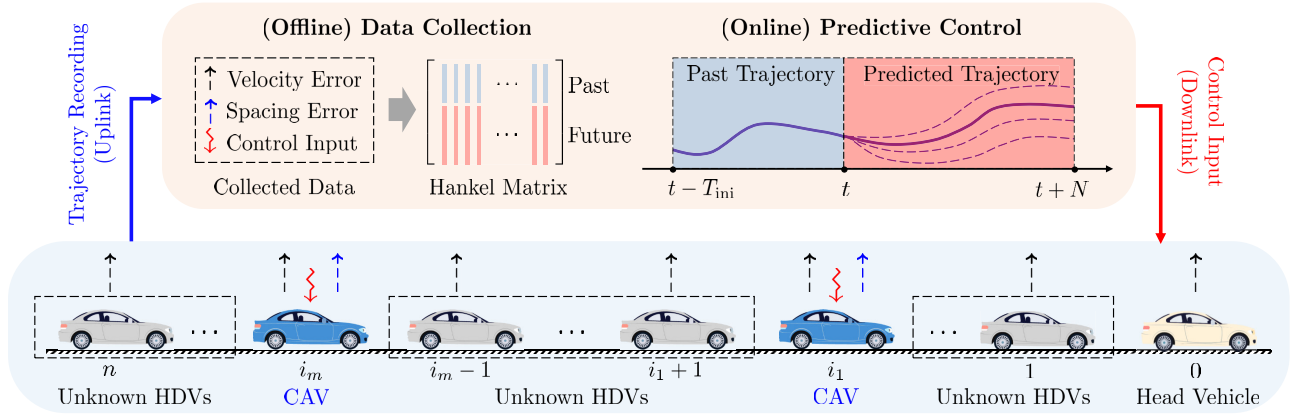 (Offline) Data Collection
(Online) Predictive Control
Trajectory Recording
(Uplink)
Velocity Error
Spacing Error
Control Input
Collected Data
...
...
Past
Future
Hankel Matrix
Past Trajectory
Predicted Trajectory
t − T_ini
t
t + N
Control Input
(Downlink)
...
...
...
n
i_m
i_m − 1
i_1 + 1
i_1
1
0
Unknown HDVs
CAV
Unknown HDVs
CAV
Unknown HDVs
Head Vehicle